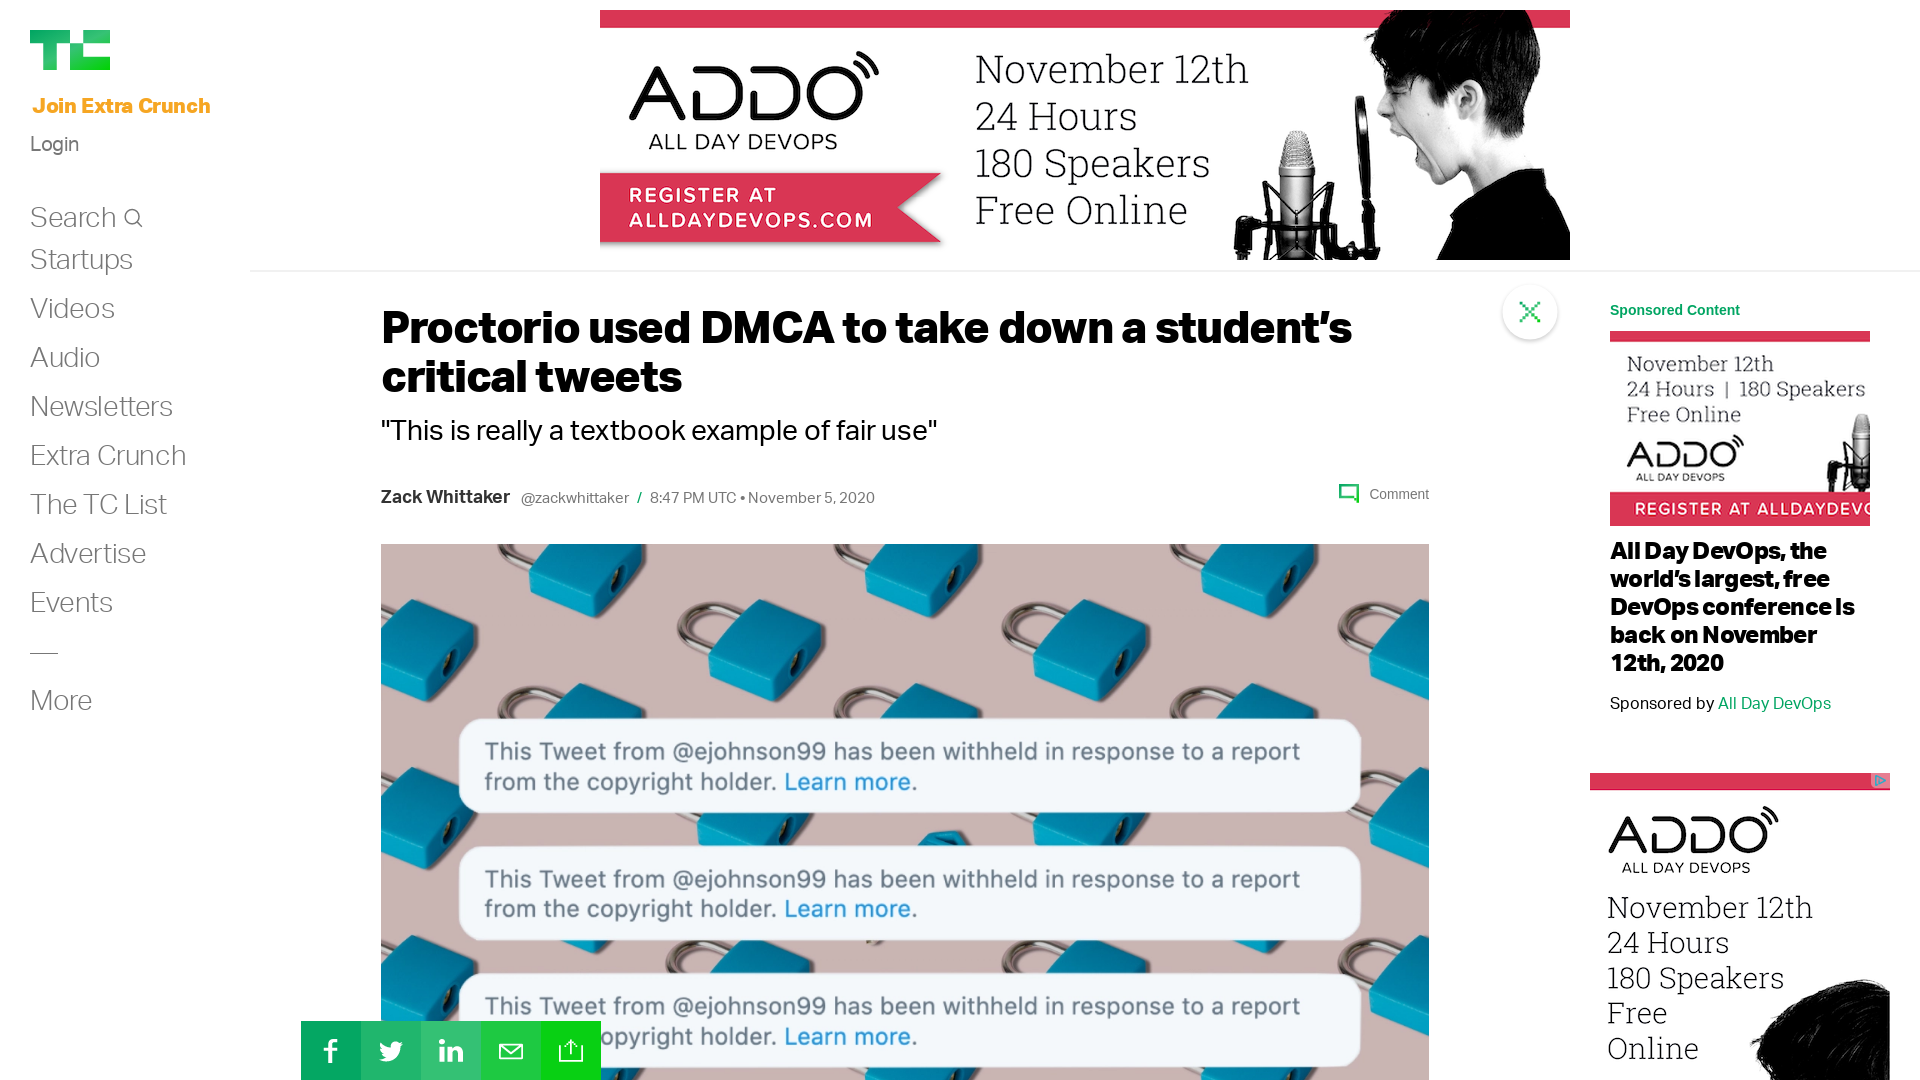 TC
Join Extra Crunch
Login
Search
Startups
Videos
Audio
Newsletters
Extra Crunch
The TC List
Advertise
Events
More
ADDO
ALL DAY DEVOPS
REGISTER AT
ALLDAYDEVOPS.COM
November 12th
24 Hours
180 Speakers
Free Online
Proctorio used DMCA to take down a student’s
critical tweets
"This is really a textbook example of fair use"
Zack Whittaker @zackwhittaker / 8:47 PM UTC • November 5, 2020
Comment
This Tweet from @ejohnson99 has been withheld in response to a report
from the copyright holder. Learn more.
This Tweet from @ejohnson99 has been withheld in response to a report
from the copyright holder. Learn more.
This Tweet from @ejohnson99 has been withheld in response to a report
opyright holder. Learn more.
Sponsored Content
November 12th
24 Hours | 180 Speakers
Free Online
ADDO
ALL DAY DEVOPS
REGISTER AT ALLDAYDEVO
All Day DevOps, the
world’s largest, free
DevOps conference Is
back on November
12th, 2020
Sponsored by All Day DevOps
ADDO
ALL DAY DEVOPS
November 12th
24 Hours
180 Speakers
Free
Online